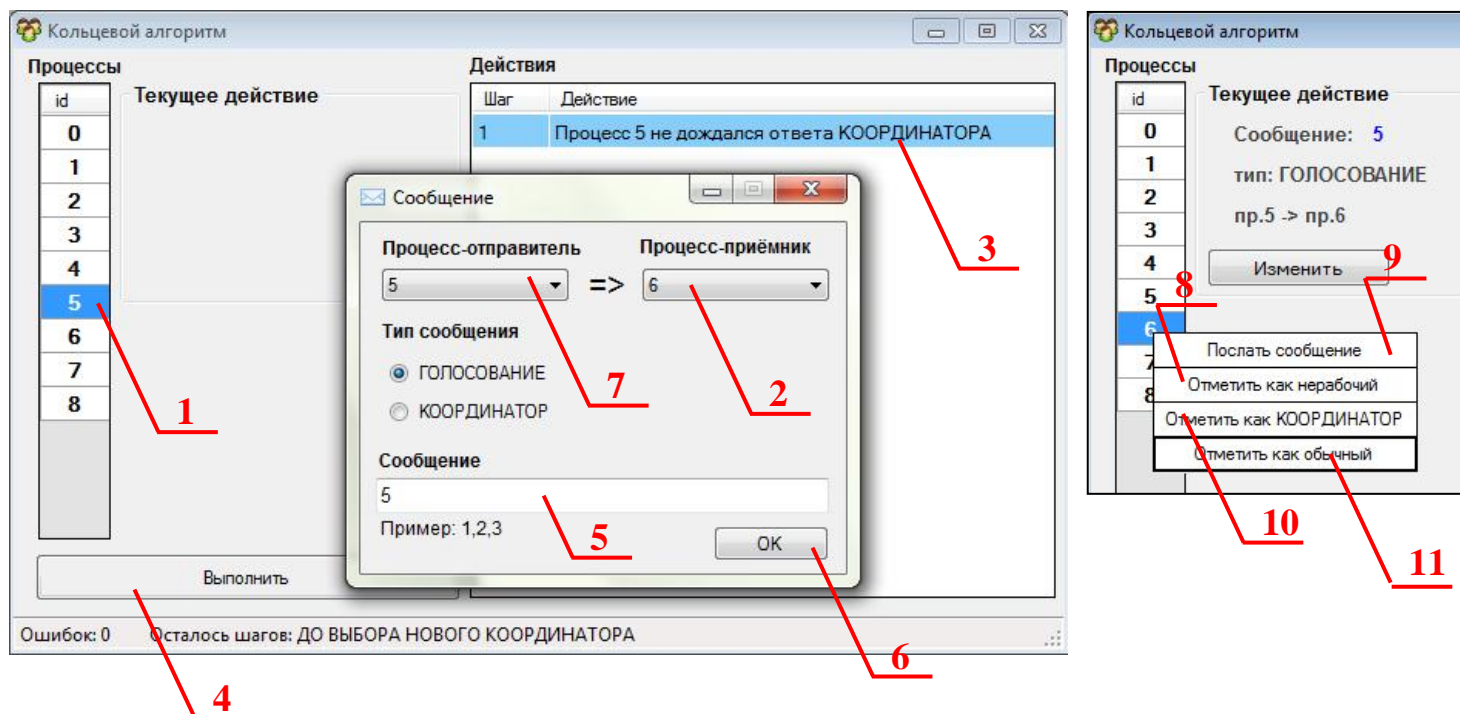 Кольцевой алгоритм
Процессы
id
0
1
2
3
4
5
6
7
8
Текущее действие
Действия
Шаг Действие
1 Процесс 5 не дождался ответа КООРДИНАТОРА
Сообщение
Процесс-отправитель Процесс-приёмник
5 => 6
Тип сообщения
ГОЛОСОВАНИЕ
КООРДИНАТОР
Сообщение
5
Пример: 1,2,3
OK
Выполнить
Ошибок: 0 Осталось шагов: ДО ВЫБОРА НОВОГО КООРДИНАТОРА
1
2
3
4
5
6
7
Кольцевой алгоритм
Процессы
id
0
1
2
3
4
5
6
7
8
Текущее действие
Сообщение: 5
тип: ГОЛОСОВАНИЕ
пр.5 -> пр.6
Изменить
Послать сообщение
Отметить как нерабочий
Отметить как КООРДИНАТОР
Отметить как обычный
8
9
10
11